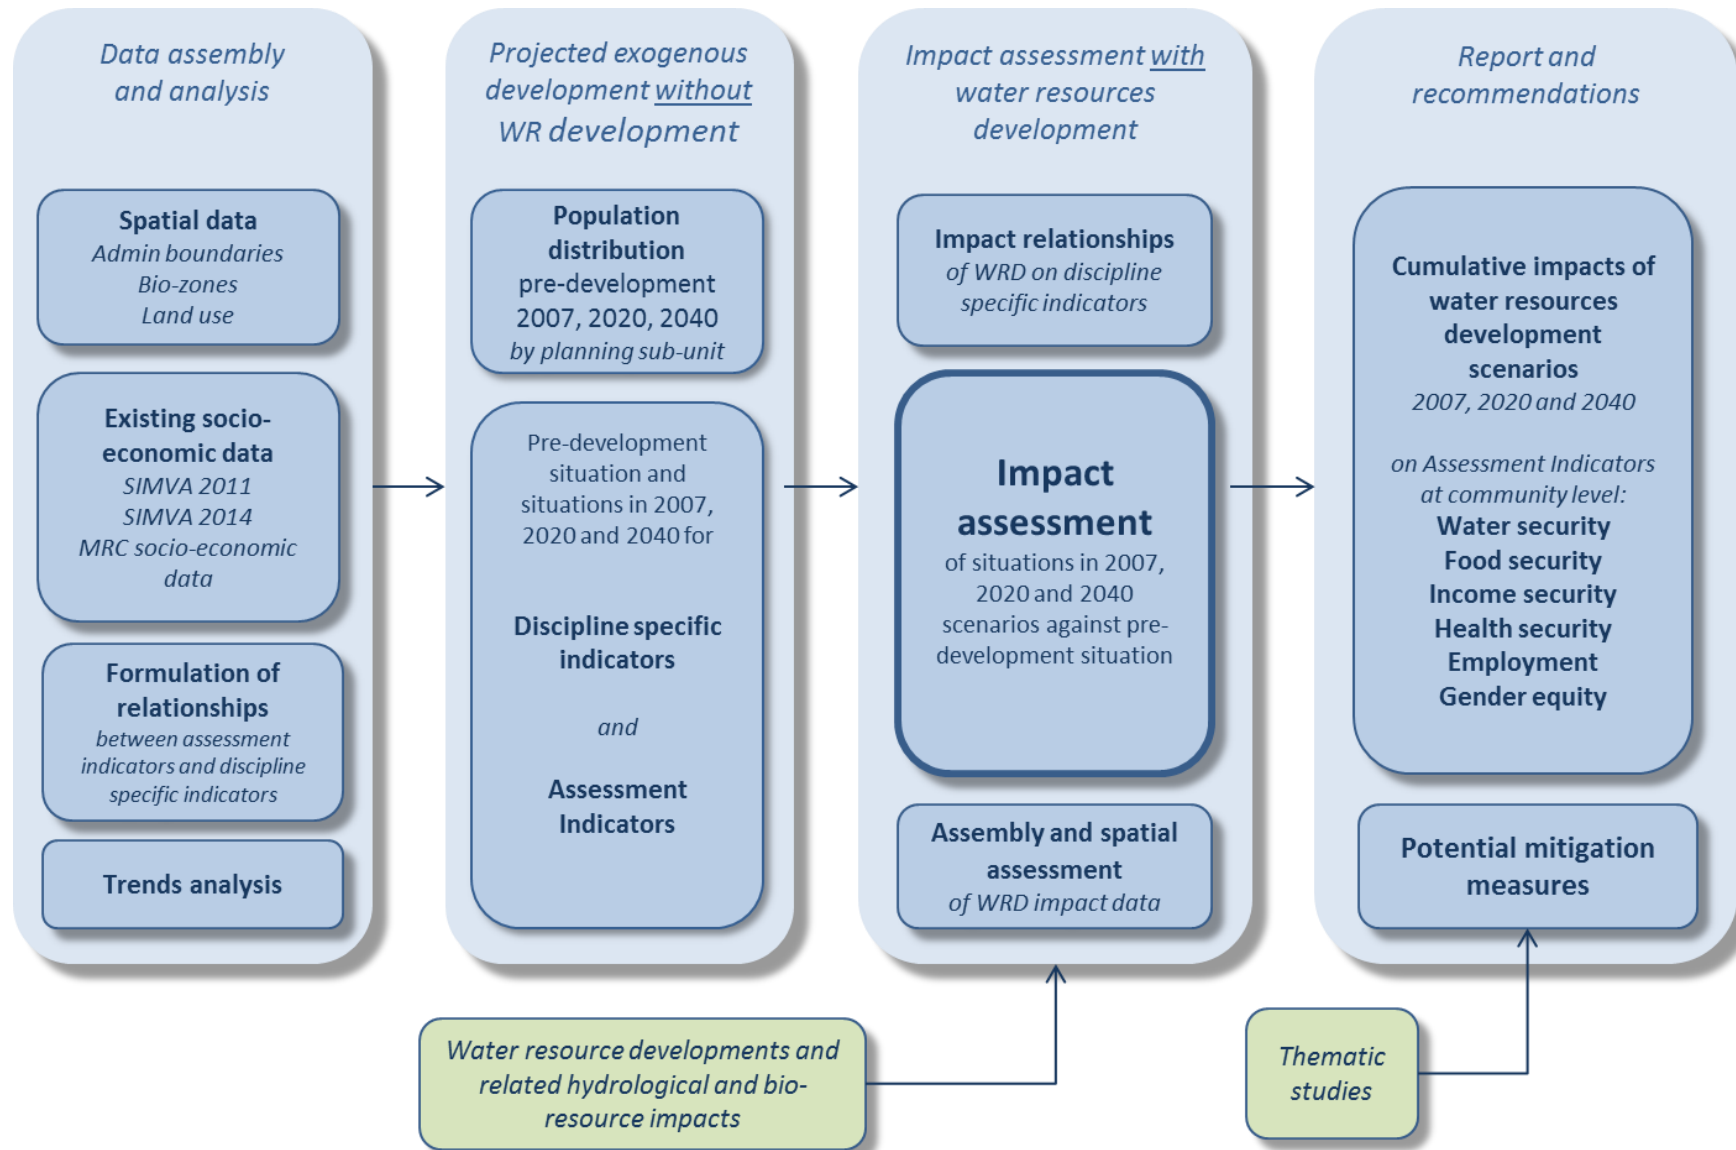 Data assembly
and analysis
Spatial data
Admin boundaries
Bio-zones
Land use
Existing socio-
economic data
SIMVA 2011
SIMVA 2014
MRC socio-economic
data
Formulation of
relationships
between assessment
indicators and discipline
specific indicators
Trends analysis
Projected exogenous
development without
WR development
Population
distribution
pre-development
2007, 2020, 2040
by planning sub-unit
Pre-development
situation and
situations in 2007,
2020 and 2040 for
Discipline specific
indicators
and
Assessment
Indicators
Impact assessment with
water resources
development
Impact relationships
of WRD on discipline
specific indicators
Impact
assessment
of situations in 2007,
2020 and 2040
scenarios against pre-
development situation
Assembly and spatial
assessment
of WRD impact data
Report and
recommendations
Cumulative impacts of
water resources
development
scenarios
2007, 2020 and 2040
on Assessment Indicators
at community level:
Water security
Food security
Income security
Health security
Employment
Gender equity
Potential mitigation
measures
Water resource developments and
related hydrological and bio-
resource impacts
Thematic
studies